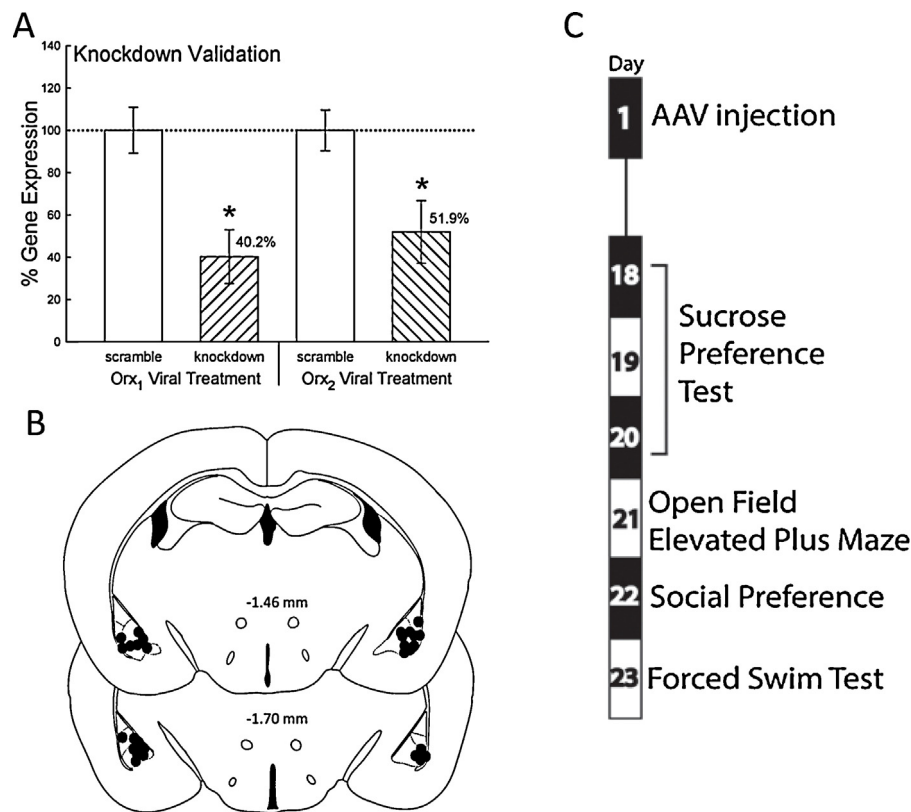 A
Knockdown Validation
140
120
100
80
60
40
20
0
% Gene Expression
*
40.2%
*
51.9%
scramble knockdown scramble knockdown
Orx₁ Viral Treatment Orx₂ Viral Treatment
B
-1.46 mm
-1.70 mm
C
Day
1 AAV injection
18
19
20
Sucrose
Preference
Test
21
Open Field
Elevated Plus Maze
22 Social Preference
23 Forced Swim Test